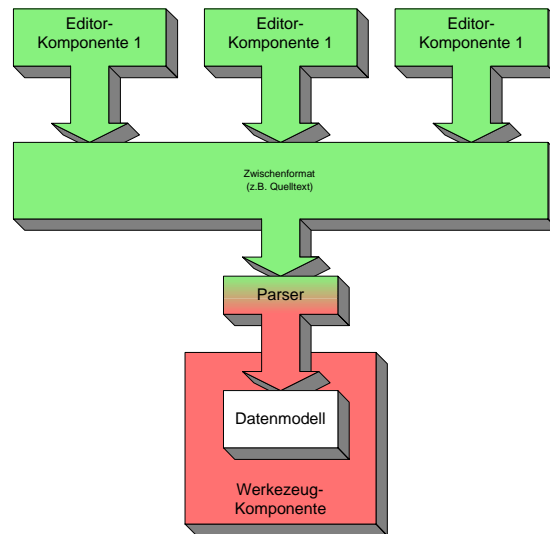 Editor-
Komponente 1
Editor-
Komponente 1
Editor-
Komponente 1
Zwischenformat
(z.B. Quelltext)
Parser
Datenmodell
Werkezeug-
Komponente